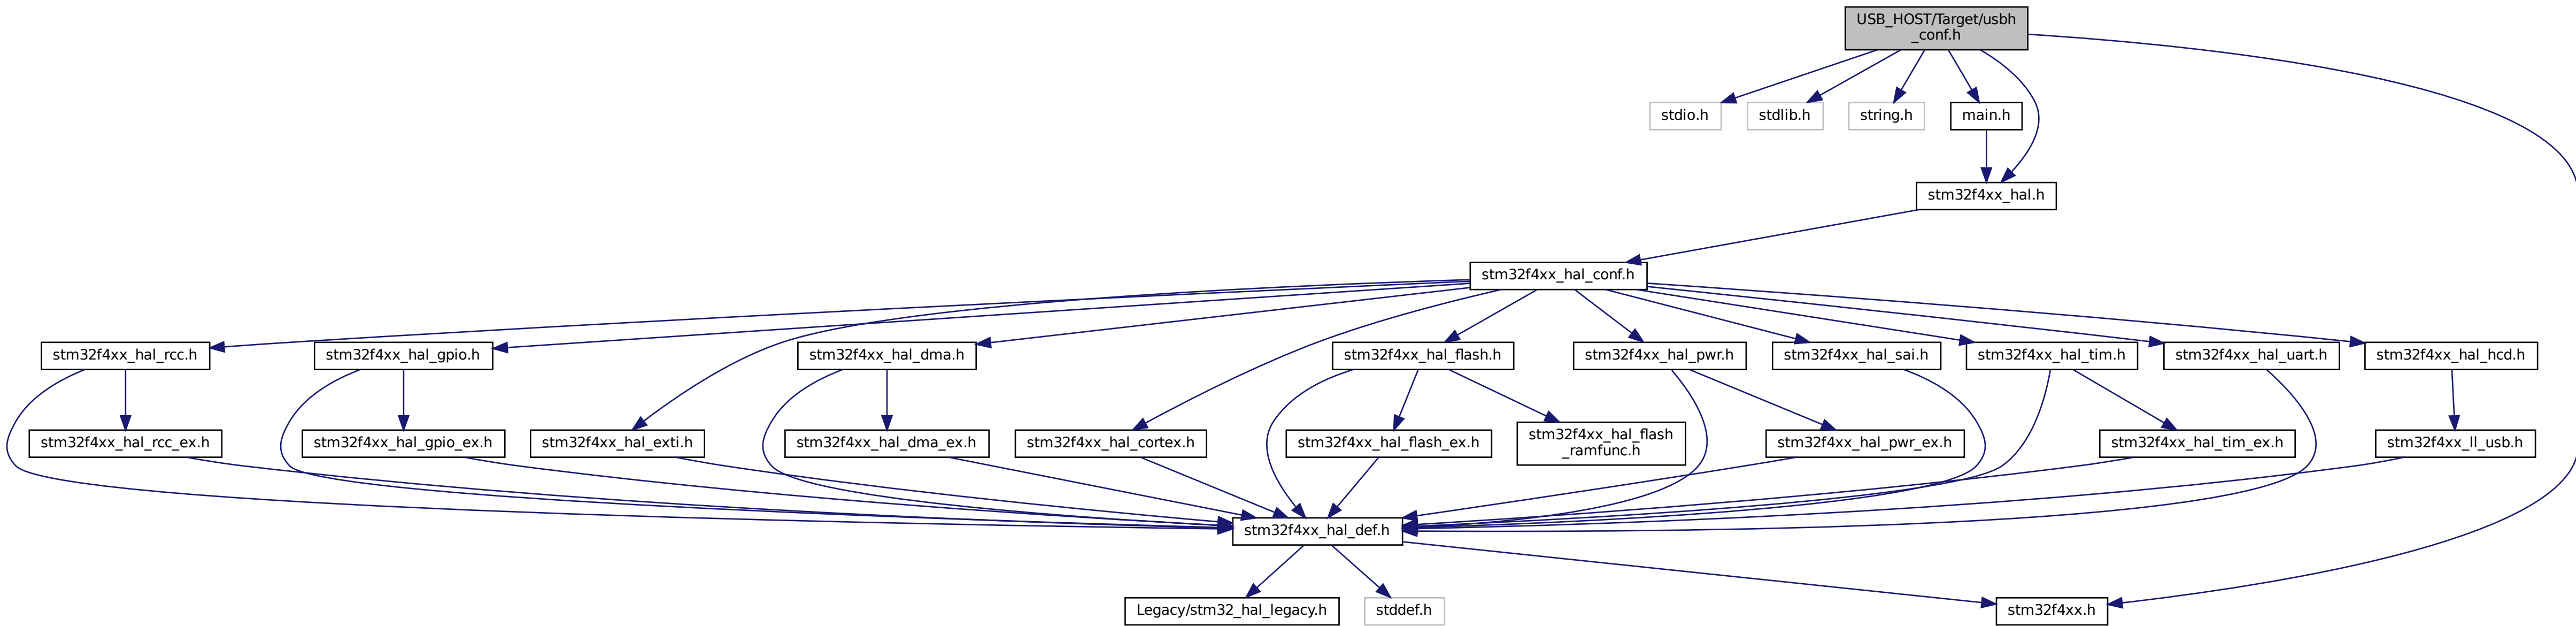 USB_HOST/Target/usbh
_conf.h
stdio.h
stdlib.h
string.h
main.h
stm32f4xx_hal.h
stm32f4xx_hal_conf.h
stm32f4xx_hal_rcc.h
stm32f4xx_hal_gpio.h
stm32f4xx_hal_dma.h
stm32f4xx_hal_flash.h
stm32f4xx_hal_pwr.h
stm32f4xx_hal_sai.h
stm32f4xx_hal_tim.h
stm32f4xx_hal_uart.h
stm32f4xx_hal_hcd.h
stm32f4xx_hal_rcc_ex.h
stm32f4xx_hal_gpio_ex.h
stm32f4xx_hal_exti.h
stm32f4xx_hal_dma_ex.h
stm32f4xx_hal_cortex.h
stm32f4xx_hal_flash_ex.h
stm32f4xx_hal_flash
_ramfunc.h
stm32f4xx_hal_pwr_ex.h
stm32f4xx_hal_tim_ex.h
stm32f4xx_ll_usb.h
stm32f4xx_hal_def.h
Legacy/stm32_hal_legacy.h
stddef.h
stm32f4xx.h